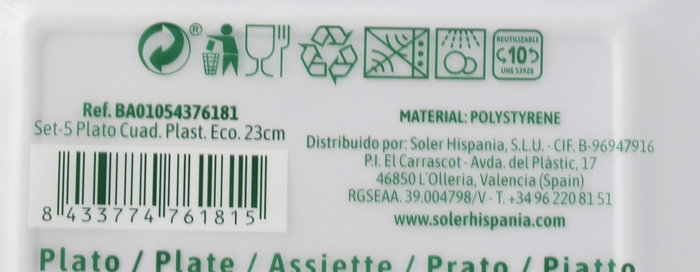 ®
REUTILIZABLE
10
UNE 53928
Ref. BA01054376181
Set-5 Plato Cuad. Plast. Eco. 23cm
8 433774 761815
MATERIAL: POLYSTYRENE
Distribuido por: Soler Hispania, S.L.U. - CIF. B-96947916
P.I. El Carrascot - Avda. del Plàstic, 17
46850 L'Olleria, Valencia (Spain)
RGSEAA. 39.004798/V - T. +34 96 220 81 51
www.solerhispania.com
Plato / Plate / Assiette / Prato / Piatto